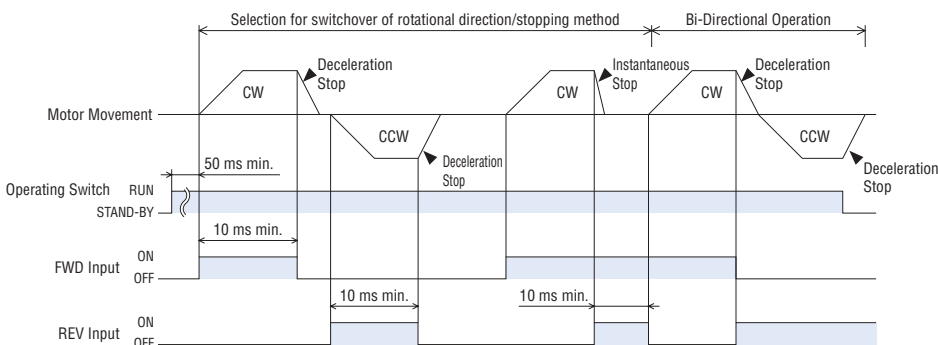 Selection for switchover of rotational direction/stopping method
Bi-Directional Operation
Deceleration
Stop
Instantaneous
Stop
Deceleration
Stop
CW
CW
CW
Motor Movement
CCW
CCW
Deceleration
Stop
Deceleration
Stop
50 ms min.
Operating Switch
RUN
STAND-BY
10 ms min.
FWD Input
ON
OFF
10 ms min.
10 ms min.
REV Input
ON
OFF